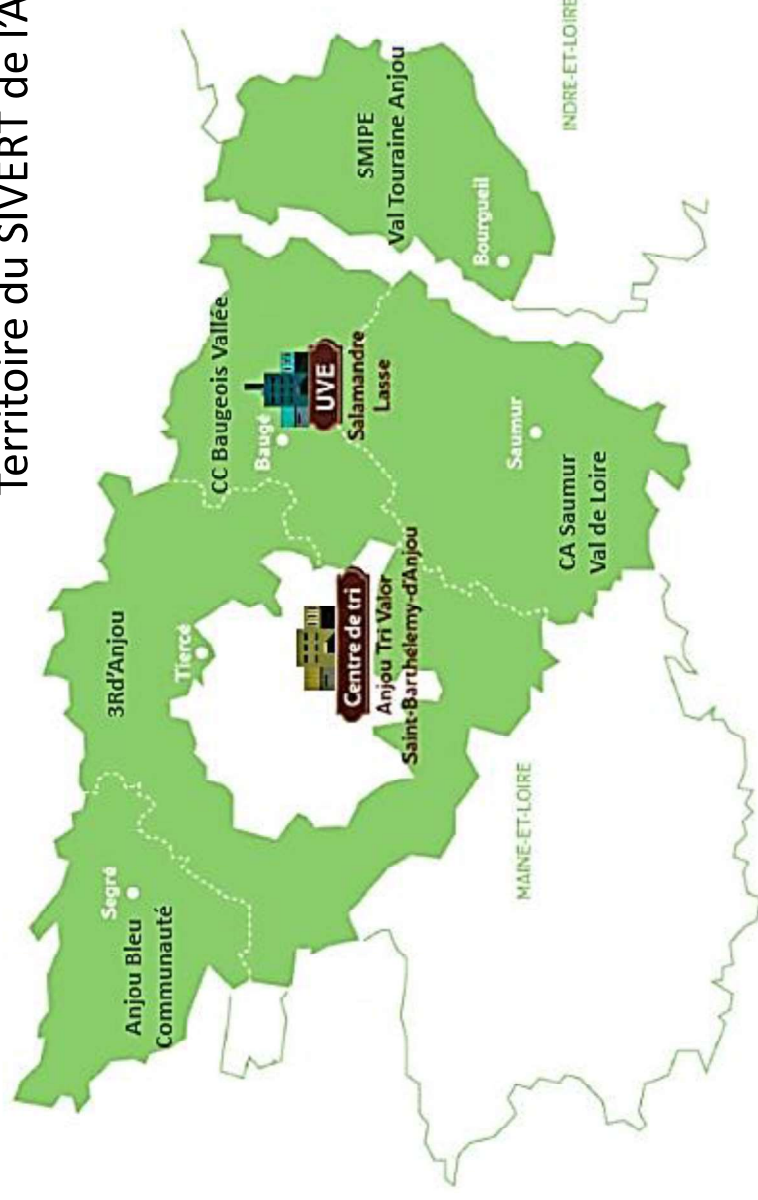 Territoire du SIVERT de l'A
Anjou Bleu
Communauté
Segré
3Rd'Anjou
Tiercé
CC Baugeois Vallée
Baugé
UVE
Salamandre
Lasse
SMIPE
Val Touraine Anjou
Bourgueil
INDRE-ET-LOIRE
Centre de tri
Anjou Tri Valor
Saint-Barthélemy-d'Anjou
Saumur
CA Saumur
Val de Loire
MAINE-ET-LOIRE